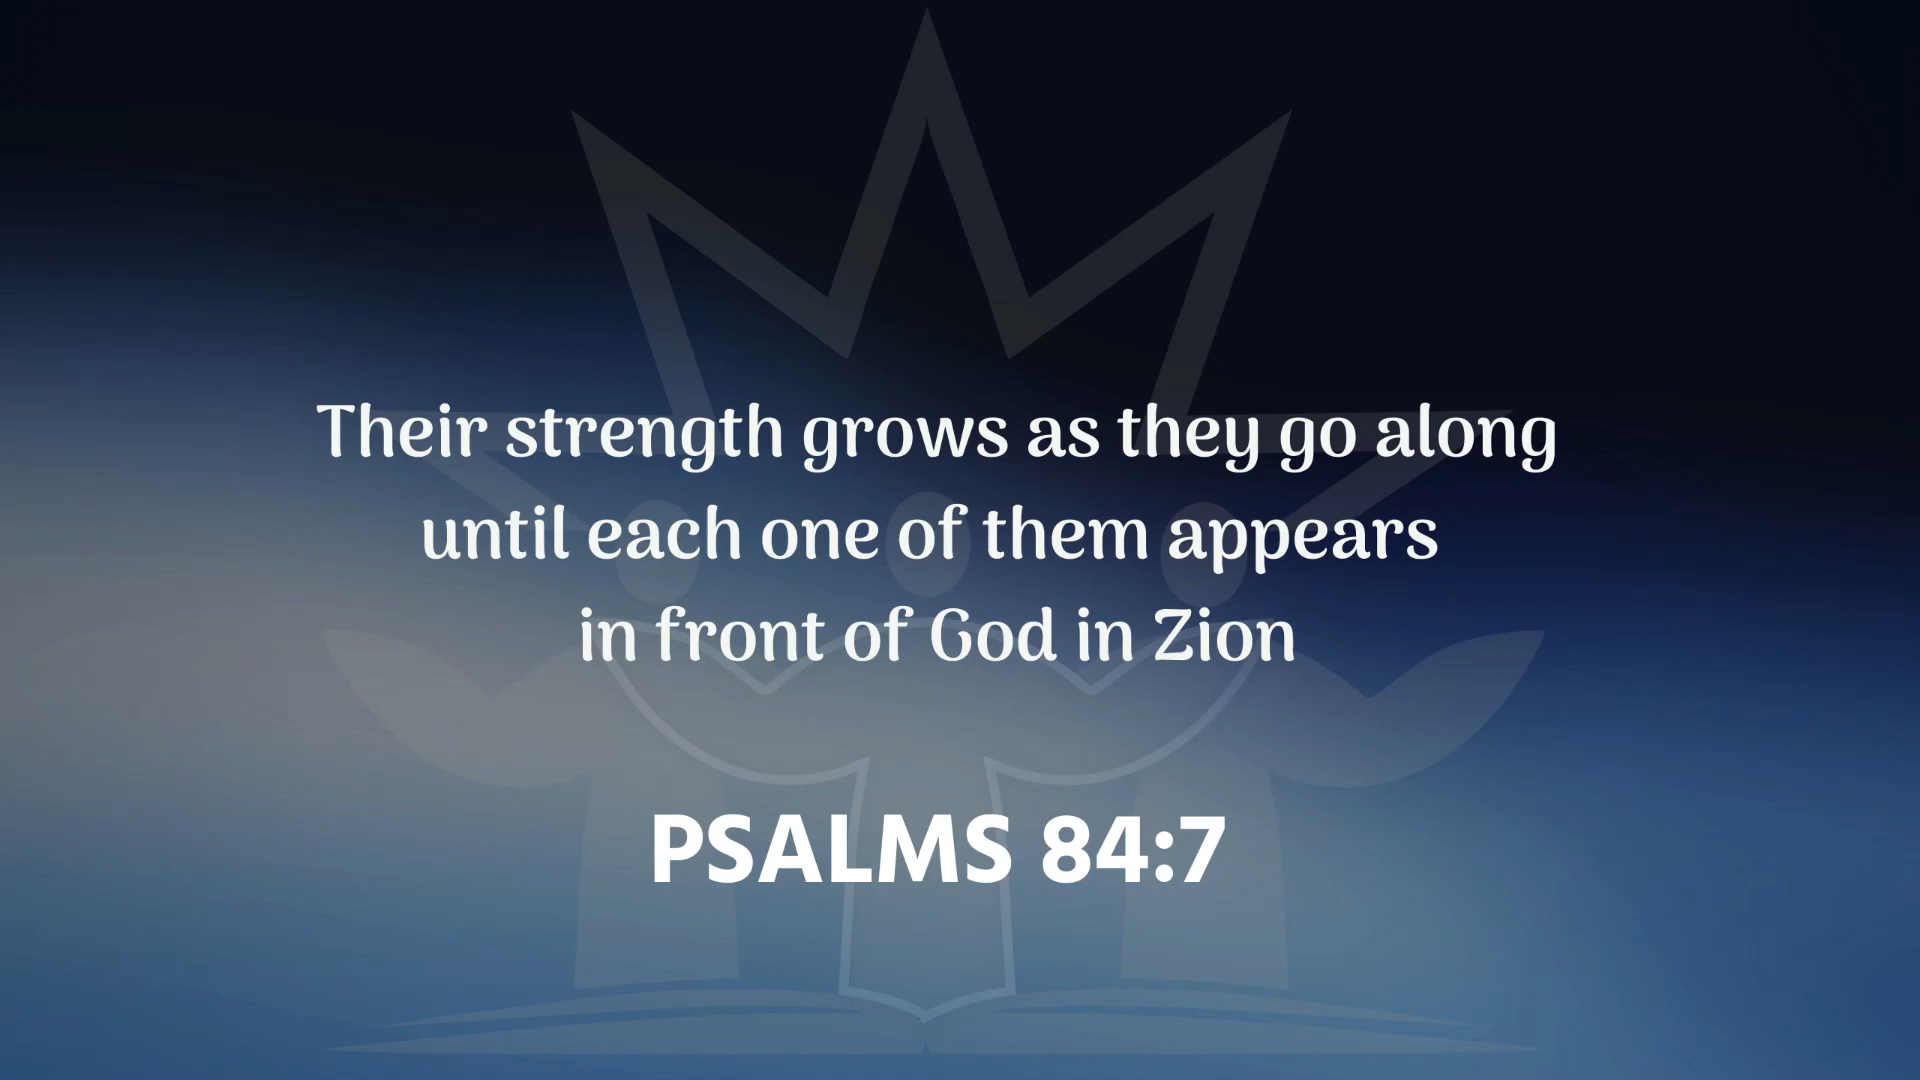 Their strength grows as they go along
until each one of them appears
in front of God in Zion
PSALMS 84:7